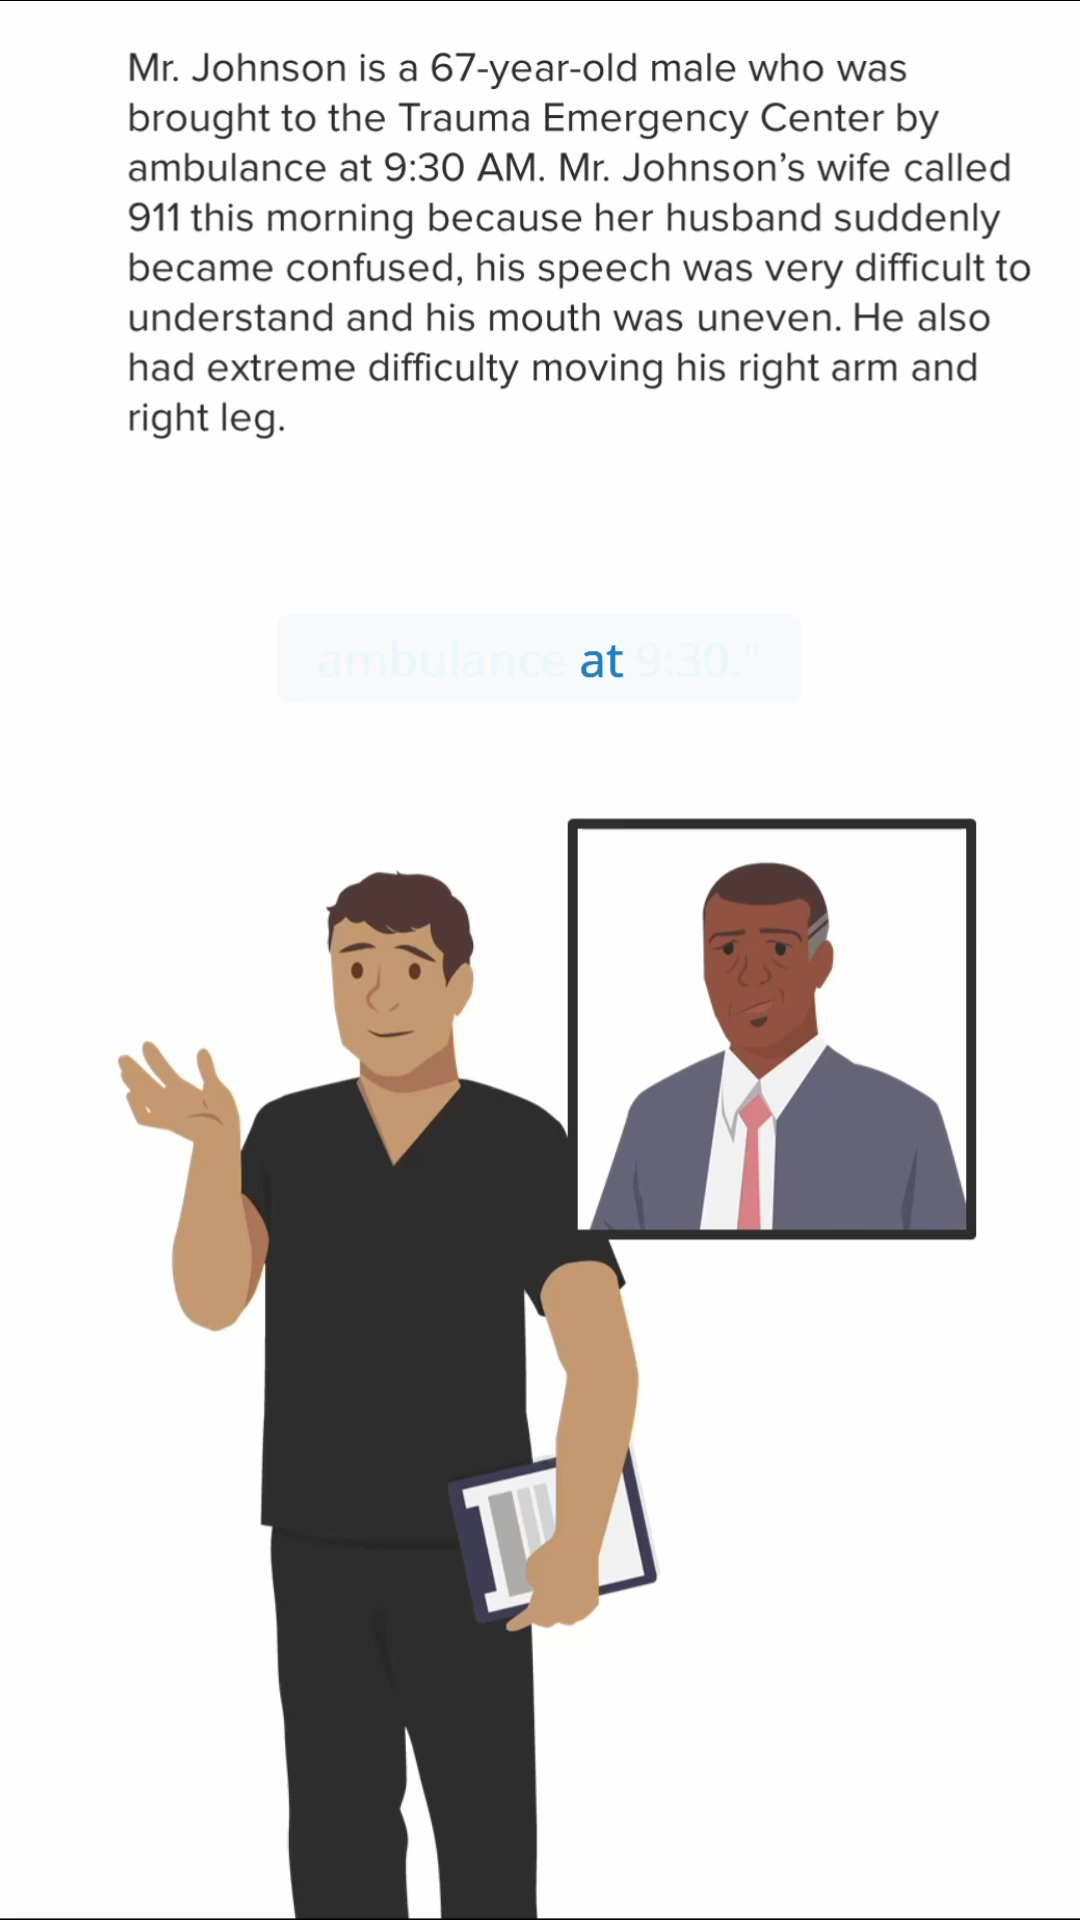 Mr. Johnson is a 67-year-old male who was
brought to the Trauma Emergency Center by
ambulance at 9:30 AM. Mr. Johnson’s wife called
911 this morning because her husband suddenly
became confused, his speech was very difficult to
understand and his mouth was uneven. He also
had extreme difficulty moving his right arm and
right leg.
ambulance at 9:30."